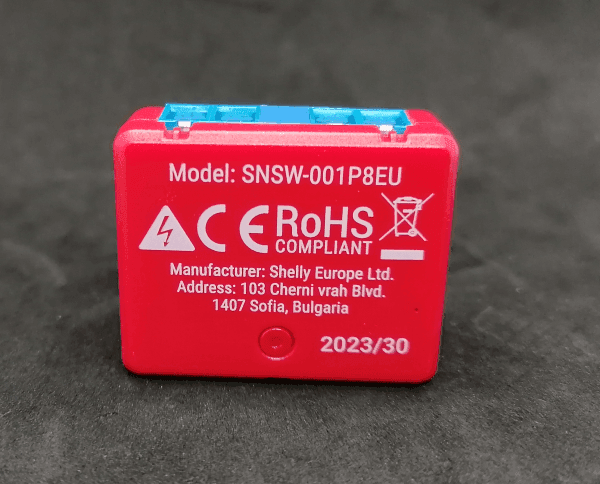 Model: SNSW-001P8EU
CE RoHS
COMPLIANT
Manufacturer: Shelly Europe Ltd.
Address: 103 Cherni vrah Blvd.
1407 Sofia, Bulgaria
2023/30